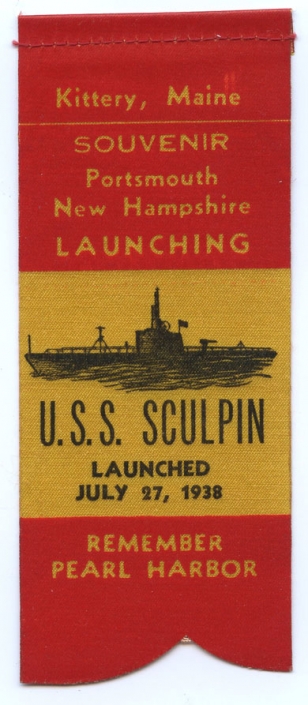 Kittery, Maine
SOUVENIR
Portsmouth
New Hampshire
LAUNCHING
U.S.S. SCULPIN
LAUNCHED
JULY 27, 1938
REMEMBER
PEARL HARBOR